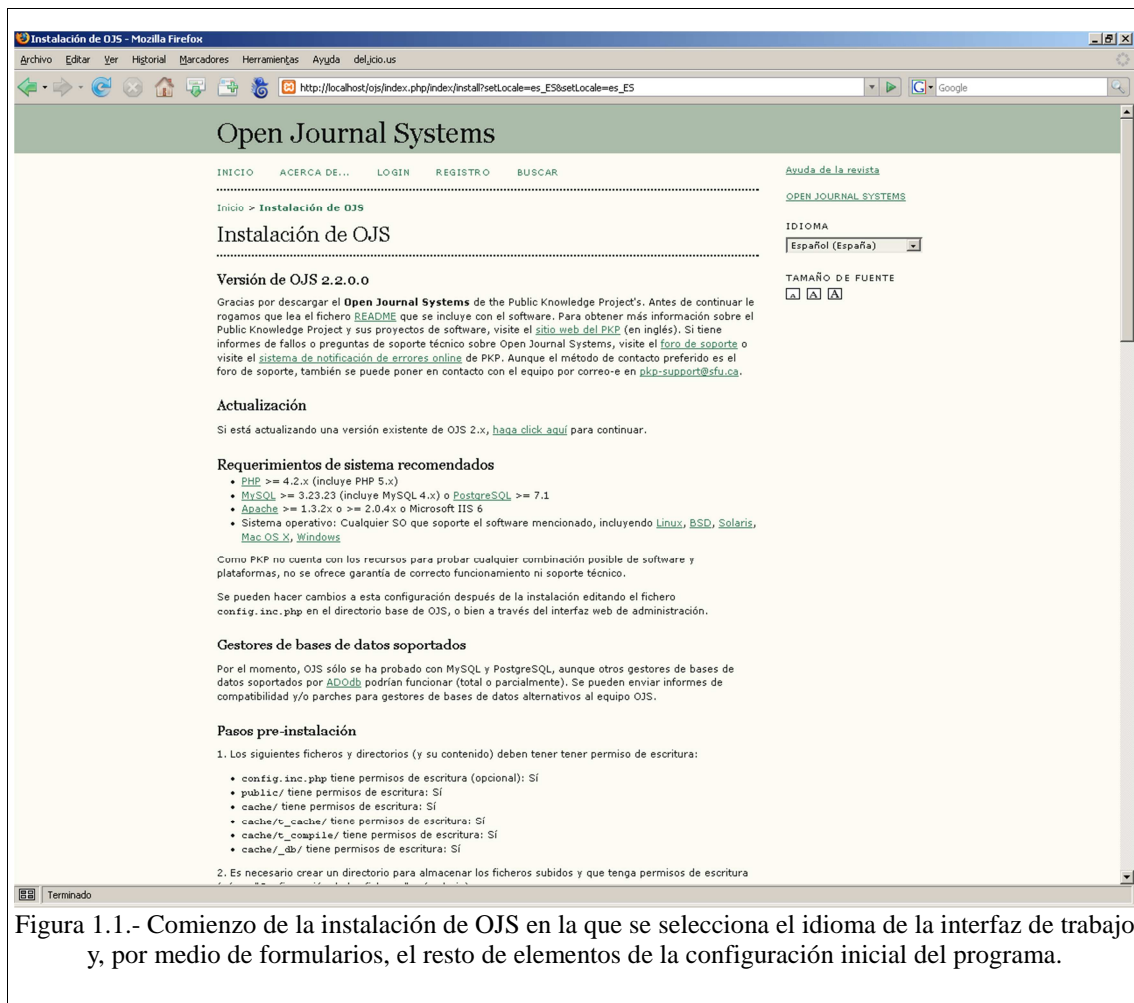 Instalación de OJS - Mozilla Firefox
Archivo Editar Ver Historial Marcadores Herramientas Ayuda del.icio.us
http://localhost/ojs/index.php/index/install?setLocale=es_ES&setLocale=es_ES
Google
Open Journal Systems
INICIO ACERCA DE... LOGIN REGISTRO BUSCAR
Inicio > Instalación de OJS
Instalación de OJS
Versión de OJS 2.2.0.0
Gracias por descargar el Open Journal Systems de the Public Knowledge Project's. Antes de continuar le
rogamos que lea el fichero README que se incluye con el software. Para obtener más información sobre el
Public Knowledge Project y sus proyectos de software, visite el sitio web del PKP (en inglés). Si tiene
informes de fallos o preguntas de soporte técnico sobre Open Journal Systems, visite el foro de soporte o
visite el sistema de notificación de errores online de PKP. Aunque el método de contacto preferido es el
foro de soporte, también se puede poner en contacto con el equipo por correo-e en pkp-support@sfu.ca.
Actualización
Si está actualizando una versión existente de OJS 2.x, haga click aquí para continuar.
Requerimientos de sistema recomendados
• PHP >= 4.2.x (incluye PHP 5.x)
• MySQL >= 3.23.23 (incluye MySQL 4.x) o PostgreSQL >= 7.1
• Apache >= 1.3.2x o >= 2.0.4x o Microsoft IIS 6
• Sistema operativo: Cualquier SO que soporte el software mencionado, incluyendo Linux, BSD, Solaris,
Mac OS X, Windows
Como PKP no cuenta con los recursos para probar cualquier combinación posible de software y
plataformas, no se ofrece garantía de correcto funcionamiento ni soporte técnico.
Se pueden hacer cambios a esta configuración después de la instalación editando el fichero
config.inc.php en el directorio base de OJS, o bien a través del interfaz web de administración.
Gestores de bases de datos soportados
Por el momento, OJS sólo se ha probado con MySQL y PostgreSQL, aunque otros gestores de bases de
datos soportados por ADOdb podrían funcionar (total o parcialmente). Se pueden enviar informes de
compatibilidad y/o parches para gestores de bases de datos alternativos al equipo OJS.
Pasos pre-instalación
1. Los siguientes ficheros y directorios (y su contenido) deben tener tener permiso de escritura:
• config.inc.php tiene permisos de escritura (opcional): Sí
• public/ tiene permisos de escritura: Sí
• cache/ tiene permisos de escritura: Sí
• cache/t_cache/ tiene permisos de escritura: Sí
• cache/t_compile/ tiene permisos de escritura: Sí
• cache/_db/ tiene permisos de escritura: Sí
2. Es necesario crear un directorio para almacenar los ficheros subidos y que tenga permisos de escritura
Ayuda de la revista
OPEN JOURNAL SYSTEMS
IDIOMA
Español (España)
TAMAÑO DE FUENTE
A A A
Terminado
Figura 1.1.- Comienzo de la instalación de OJS en la que se selecciona el idioma de la interfaz de trabajo
y, por medio de formularios, el resto de elementos de la configuración inicial del programa.